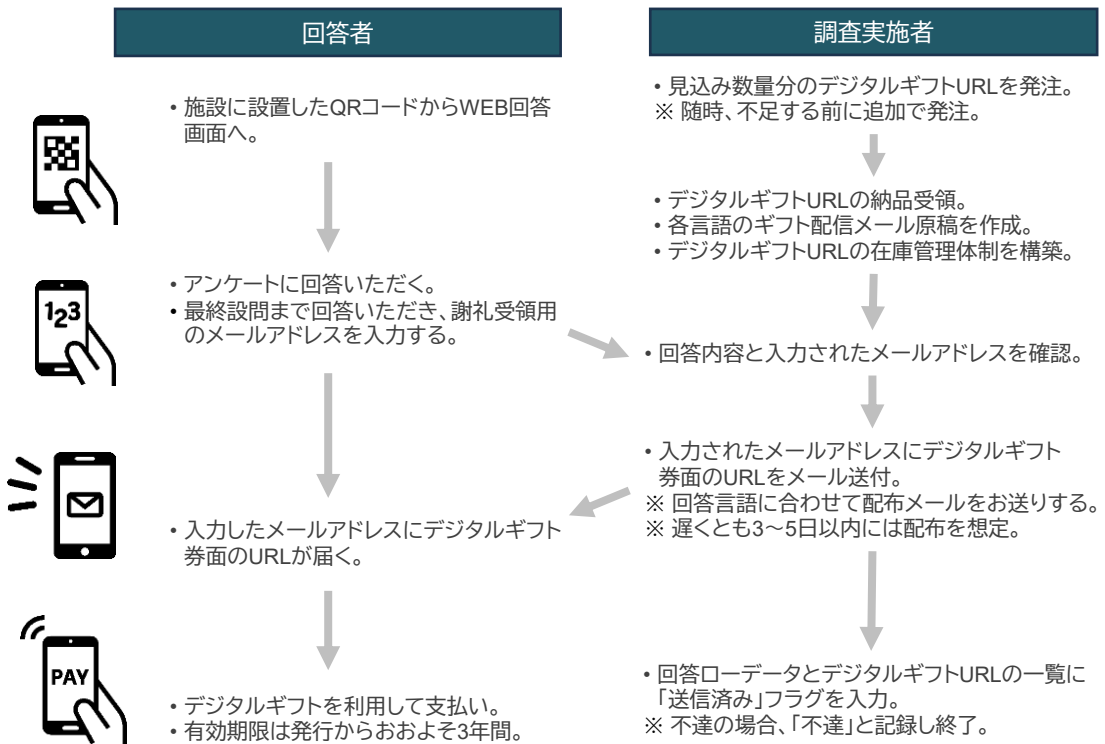 回答者
調査実施者
• 施設に設置したQRコードからWEB回答
画面へ。
• アンケートに回答いただく。
• 最終設問まで回答いただき、謝礼受領用
のメールアドレスを入力する。
123
• 入力したメールアドレスにデジタルギフト
券面のURLが届く。
PAY
• デジタルギフトを利用して支払い。
• 有効期限は発行からおおよそ3年間。
• 見込み数量分のデジタルギフトURLを発注。
※ 随時、不足する前に追加で発注。
• デジタルギフトURLの納品受領。
• 各言語のギフト配信メール原稿を作成。
• デジタルギフトURLの在庫管理体制を構築。
• 回答内容と入力されたメールアドレスを確認。
• 入力されたメールアドレスにデジタルギフト
券面のURLをメール送付。
※ 回答言語に合わせて配布メールをお送りする。
※ 遅くとも3~5日以内には配布を想定。
• 回答ローデータとデジタルギフトURLの一覧に
「送信済み」フラグを入力。
※ 不達の場合、「不達」と記録し終了。